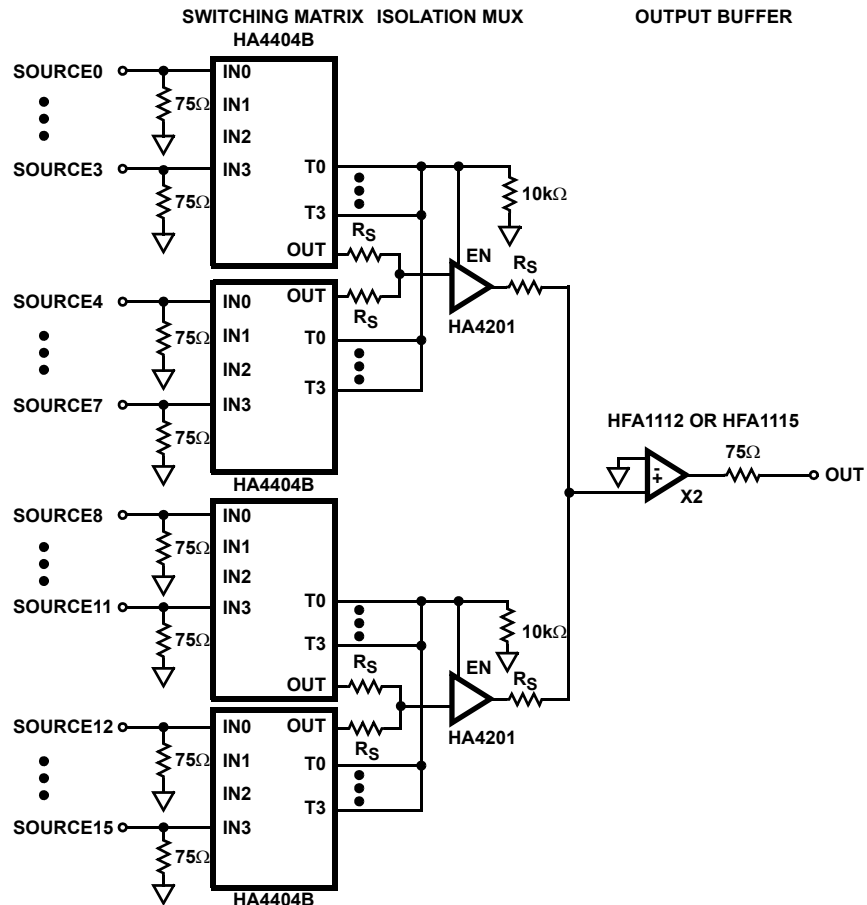 SWITCHING MATRIX ISOLATION MUX OUTPUT BUFFER
HA4404B
SOURCE0
IN0
75Ω
IN1
IN2
SOURCE3
IN3
T0
75Ω
10kΩ
T3
RS
OUT
EN
RS
SOURCE4
IN0
OUT
75Ω
RS
HA4201
IN1
T0
IN2
T3
SOURCE7
IN3
75Ω
HFA1112 OR HFA1115
75Ω
-
+
OUT
X2
HA4404B
SOURCE8
IN0
75Ω
IN1
IN2
SOURCE11
IN3
T0
75Ω
10kΩ
T3
RS
EN
OUT
RS
SOURCE12
IN0
OUT
75Ω
RS
HA4201
IN1
T0
IN2
T3
SOURCE15
IN3
75Ω
HA4404B